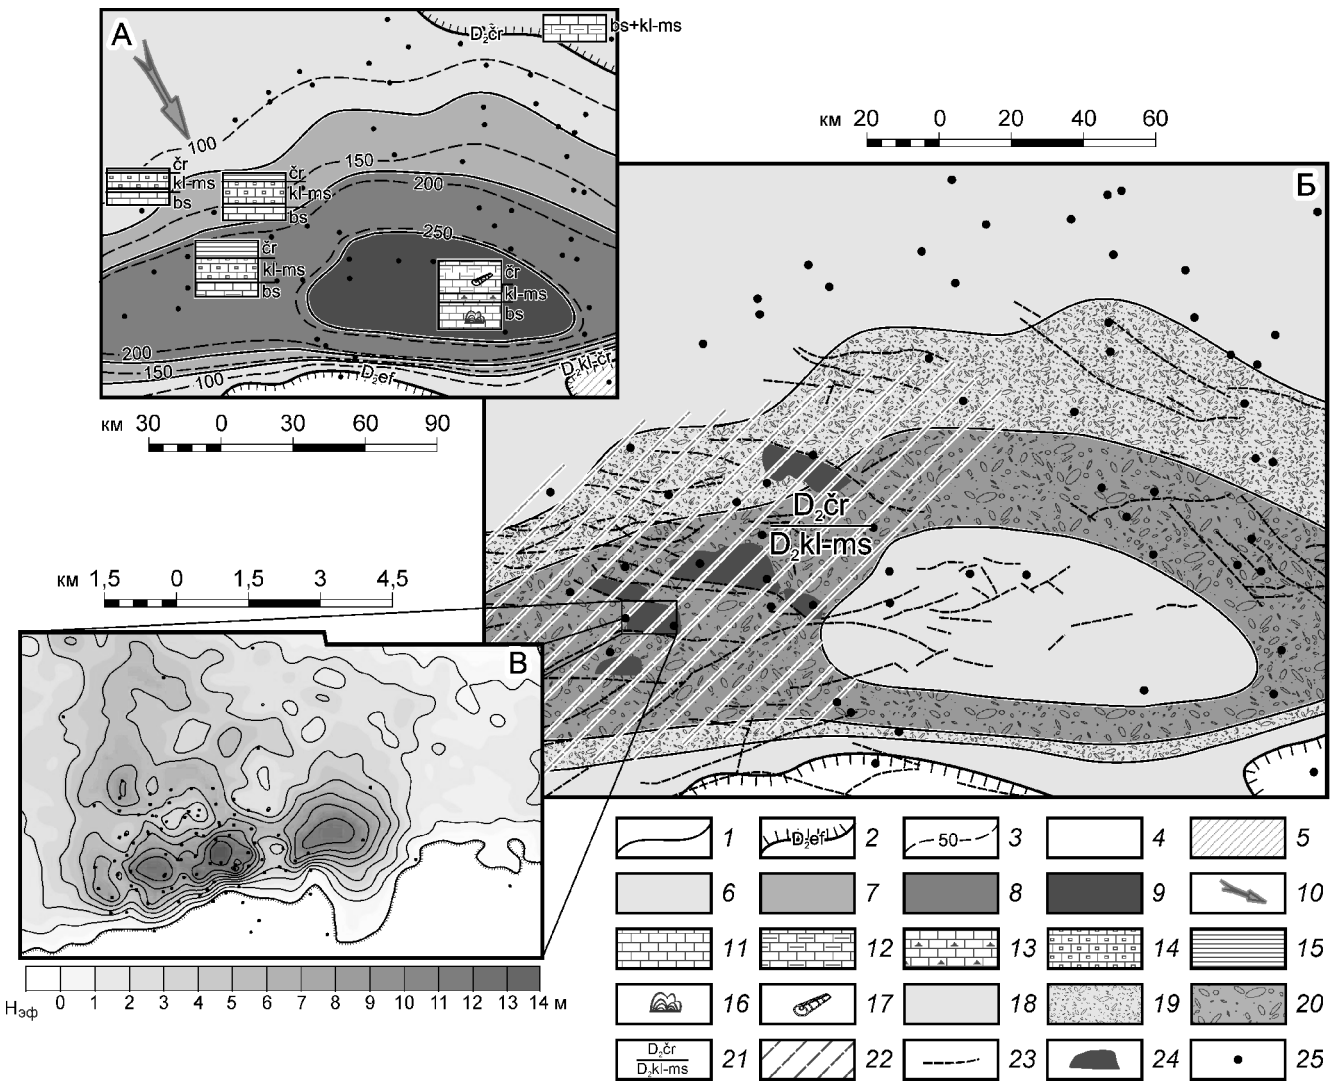 А
D₂čr
bs+kl-ms
100
150
200
250
čr
kl-ms
bs
čr
kl-ms
bs
čr
kl-ms
bs
čr
kl-ms
bs
200
150
100
D₂ef
D₂kl-čr
км 30 0 30 60 90
км 20 0 20 40 60
Б
D₂čr
D₂kl-ms
км 1,5 0 1,5 3 4,5
В
Hэф 0 1 2 3 4 5 6 7 8 9 10 11 12 13 14 м
1 D₂ef 2 50 3 4 5
6 7 8 9 10
11 12 13 14 15
16 17 18 19 20
D₂čr
D₂kl-ms 21 22 23 24 25